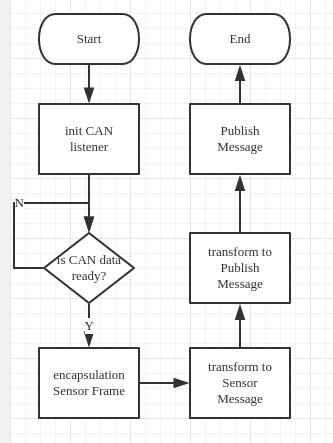 Start
init CAN
listener
N
is CAN data
ready?
Y
encapsulation
Sensor Frame
transform to
Sensor
Message
transform to
Publish
Message
Publish
Message
End